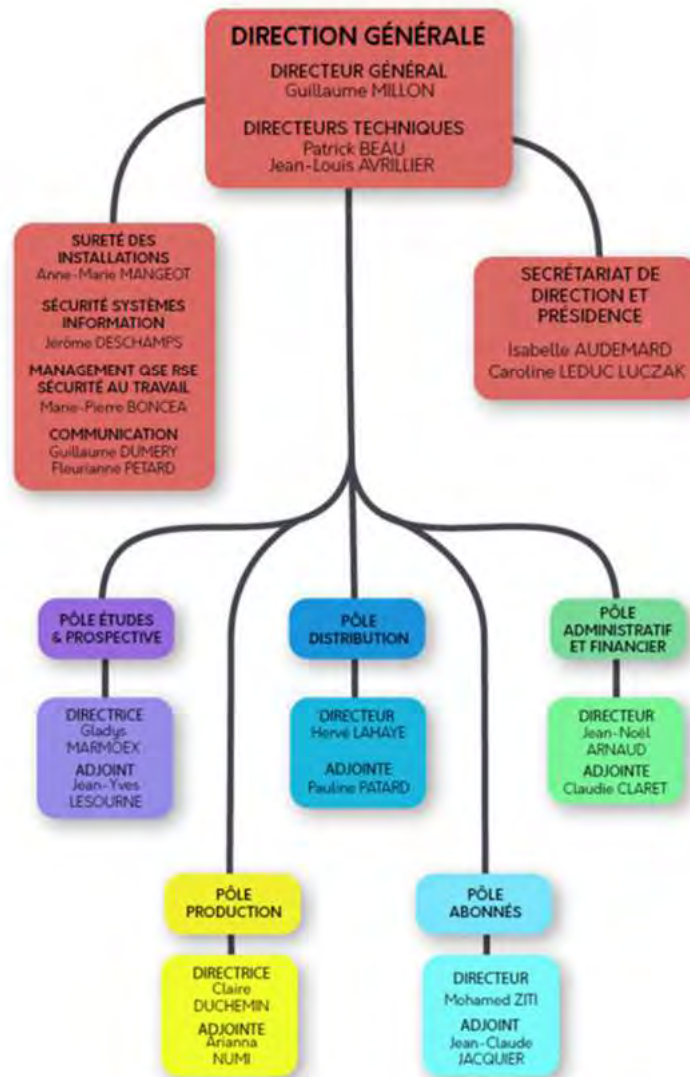 DIRECTION GÉNÉRALE
DIRECTEUR GÉNÉRAL
Guillaume MILLON
DIRECTEURS TECHNIQUES
Patrick BEAU
Jean-Louis AVRILLIER
SURETÉ DES
INSTALLATIONS
Anne-Marie MANGEOT
SÉCURITÉ SYSTÈMES
INFORMATION
Jérôme DESCHAMPS
MANAGEMENT QSE RSE
SÉCURITÉ AU TRAVAIL
Marie-Pierre BONCEA
COMMUNICATION
Guillaume DUMERY
Fleurianne PETARD
SECRÉTARIAT DE
DIRECTION ET
PRÉSIDENCE
Isabelle AUDEMARD
Caroline LEDUC LUCZAK
PÔLE ÉTUDES
& PROSPECTIVE
DIRECTRICE
Gladys
MARMOEX
ADJOINT
Jean-Yves
LESOURNE
PÔLE
DISTRIBUTION
DIRECTEUR
Hervé LAHAYE
ADJOINTE
Pauline PATARD
PÔLE
ADMINISTRATIF
ET FINANCIER
DIRECTEUR
Jean-Noël
ARNAUD
ADJOINTE
Claudie CLARET
PÔLE
PRODUCTION
DIRECTRICE
Claire
DUCHEMIN
ADJOINTE
Arianna
NUMI
PÔLE
ABONNÉS
DIRECTEUR
Mohamed ZITI
ADJOINT
Jean-Claude
JACQUIER